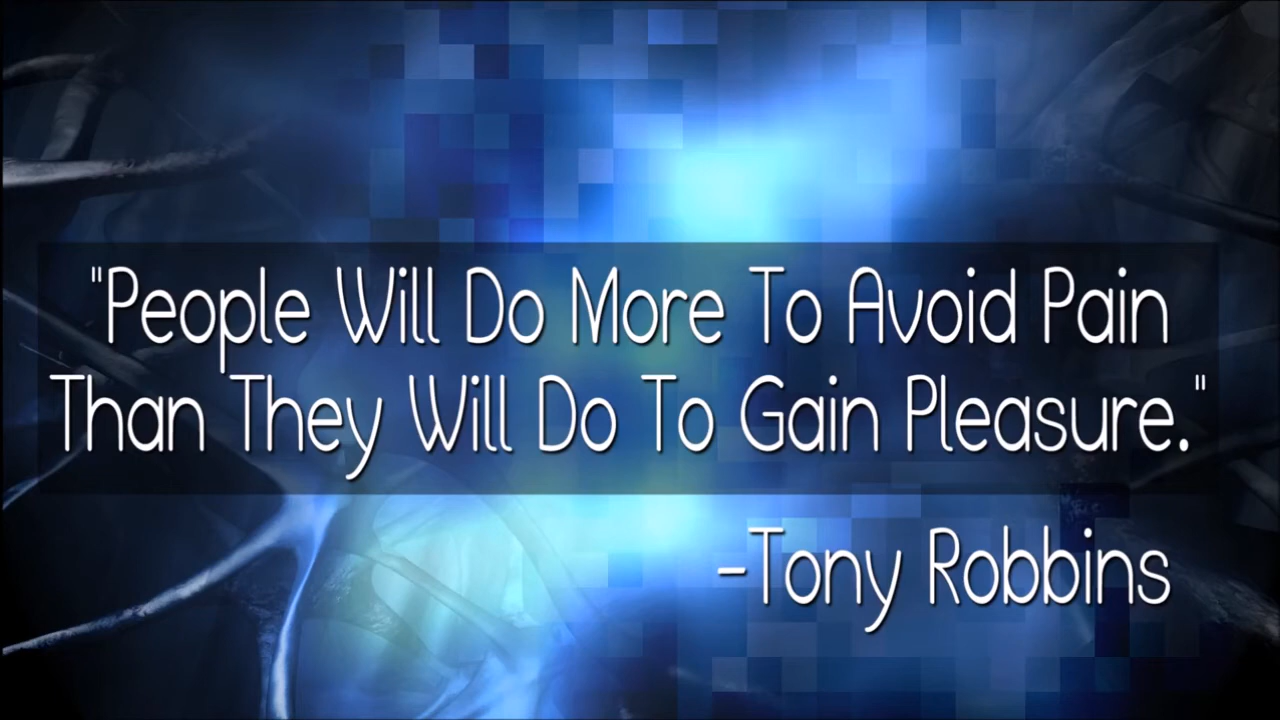 "People Will Do More To Avoid Pain
Than They Will Do To Gain Pleasure."
-Tony Robbins